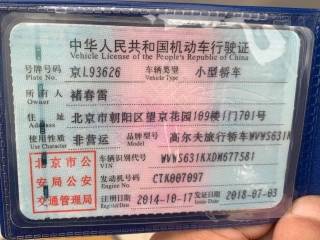 中华人民共和国机动车行驶证
Vehicle License of the People's Republic of China
号牌号码 京L93626 车辆类型 小型轿车
Plate No. Vehicle Type
所有人 褚春雷
Owner
住址 北京市朝阳区望京花园109楼1门701号
Address
使用性质 非营运 品牌型号 高尔夫旅行轿车WVWS631K
Use Character
北京市公安局公安交通管理局
车辆识别代号 WVWS631KXDM677581
VIN
发动机号码 CTK007097
Engine No.
注册日期 2014-10-17 发证日期 2018-07-03
Register Date Issue Date